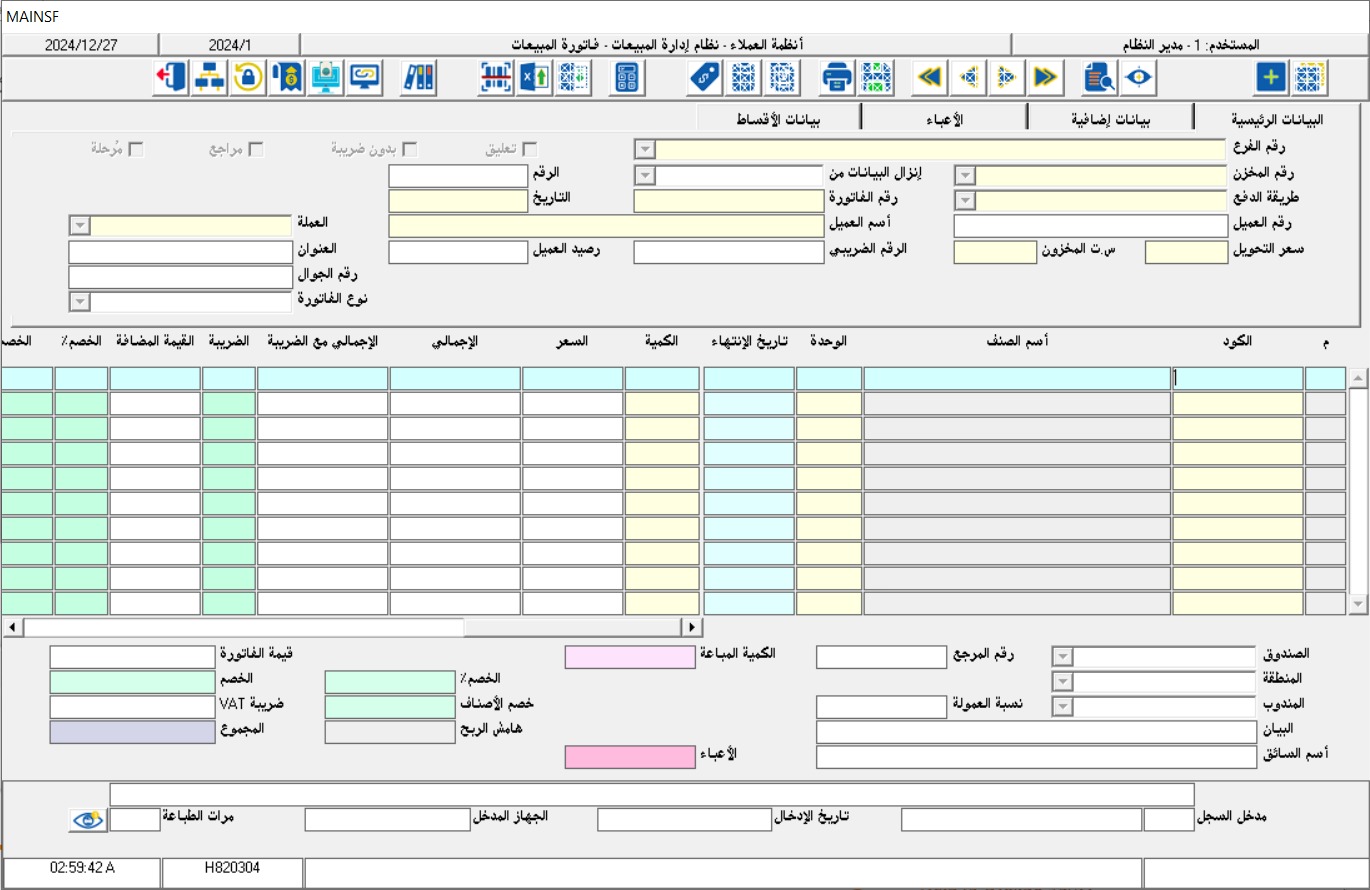 MAINSF
المستخدم: 1 - مدير النظام أنظمة العملاء - نظام إدارة المبيعات - فاتورة المبيعات 2024/1 2024/12/27
البيانات الرئيسية بيانات إضافية الأعباء بيانات الأقساط
رقم الفرع تعليق بدون ضريبة مراجع مُرحلة
رقم المخزن إنزال البيانات من الرقم
طريقة الدفع رقم الفاتورة التاريخ
رقم العميل أسم العميل العملة
سعر التحويل س.ت المخزون الرقم الضريبي رصيد العميل العنوان
رقم الجوال
نوع الفاتورة
م الكود أسم الصنف الوحدة تاريخ الإنتهاء الكمية السعر الإجمالي الإجمالي مع الضريبة الضريبة القيمة المضافة الخصم٪
الصندوق رقم المرجع الكمية المباعة قيمة الفاتورة
المنطقة الخصم٪ الخصم
المندوب نسبة العمولة خصم الأصناف ضريبة VAT
البيان هامش الربح المجموع
أسم السائق الأعباء
مدخل السجل تاريخ الإدخال الجهاز المدخل مرات الطباعة
H820304 02:59:42 A